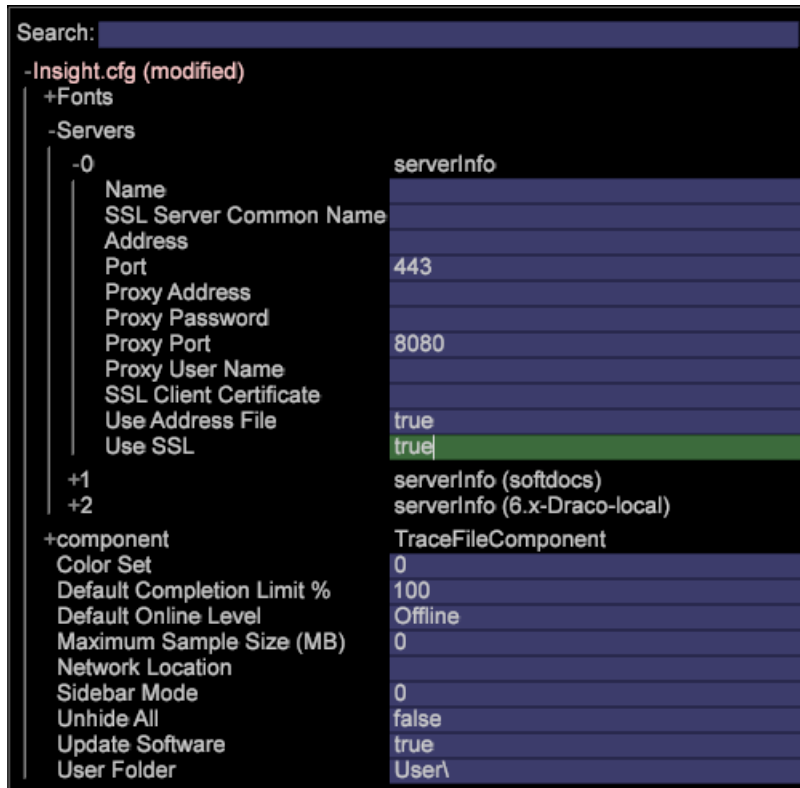 Search:
-Insight.cfg (modified)
+Fonts
-Servers
-0 serverInfo
Name
SSL Server Common Name
Address
Port 443
Proxy Address
Proxy Password
Proxy Port 8080
Proxy User Name
SSL Client Certificate
Use Address File true
Use SSL true
+1 serverInfo (softdocs)
+2 serverInfo (6.x-Draco-local)
+component TraceFileComponent
Color Set 0
Default Completion Limit % 100
Default Online Level Offline
Maximum Sample Size (MB) 0
Network Location
Sidebar Mode 0
Unhide All false
Update Software true
User Folder User\